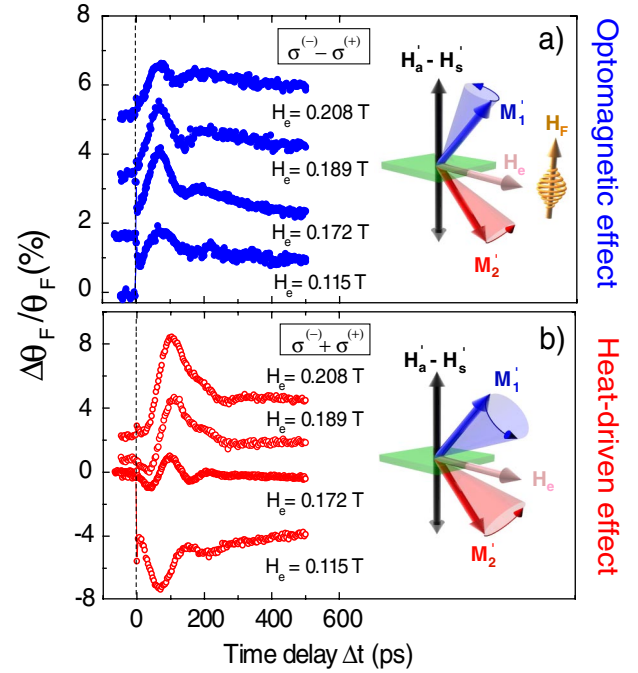 σ(-) – σ(+)
a)
8
6
4
2
0
He = 0.208 T
He = 0.189 T
He = 0.172 T
He = 0.115 T
H'a - H's
M'1
He
M'2
HF
Optomagnetic effect
ΔθF/θF (%)
σ(-) + σ(+)
b)
8
4
0
-4
-8
He = 0.208 T
He = 0.189 T
He = 0.172 T
He = 0.115 T
H'a - H's
M'1
He
M'2
Heat-driven effect
0 200 400 600
Time delay Δt (ps)